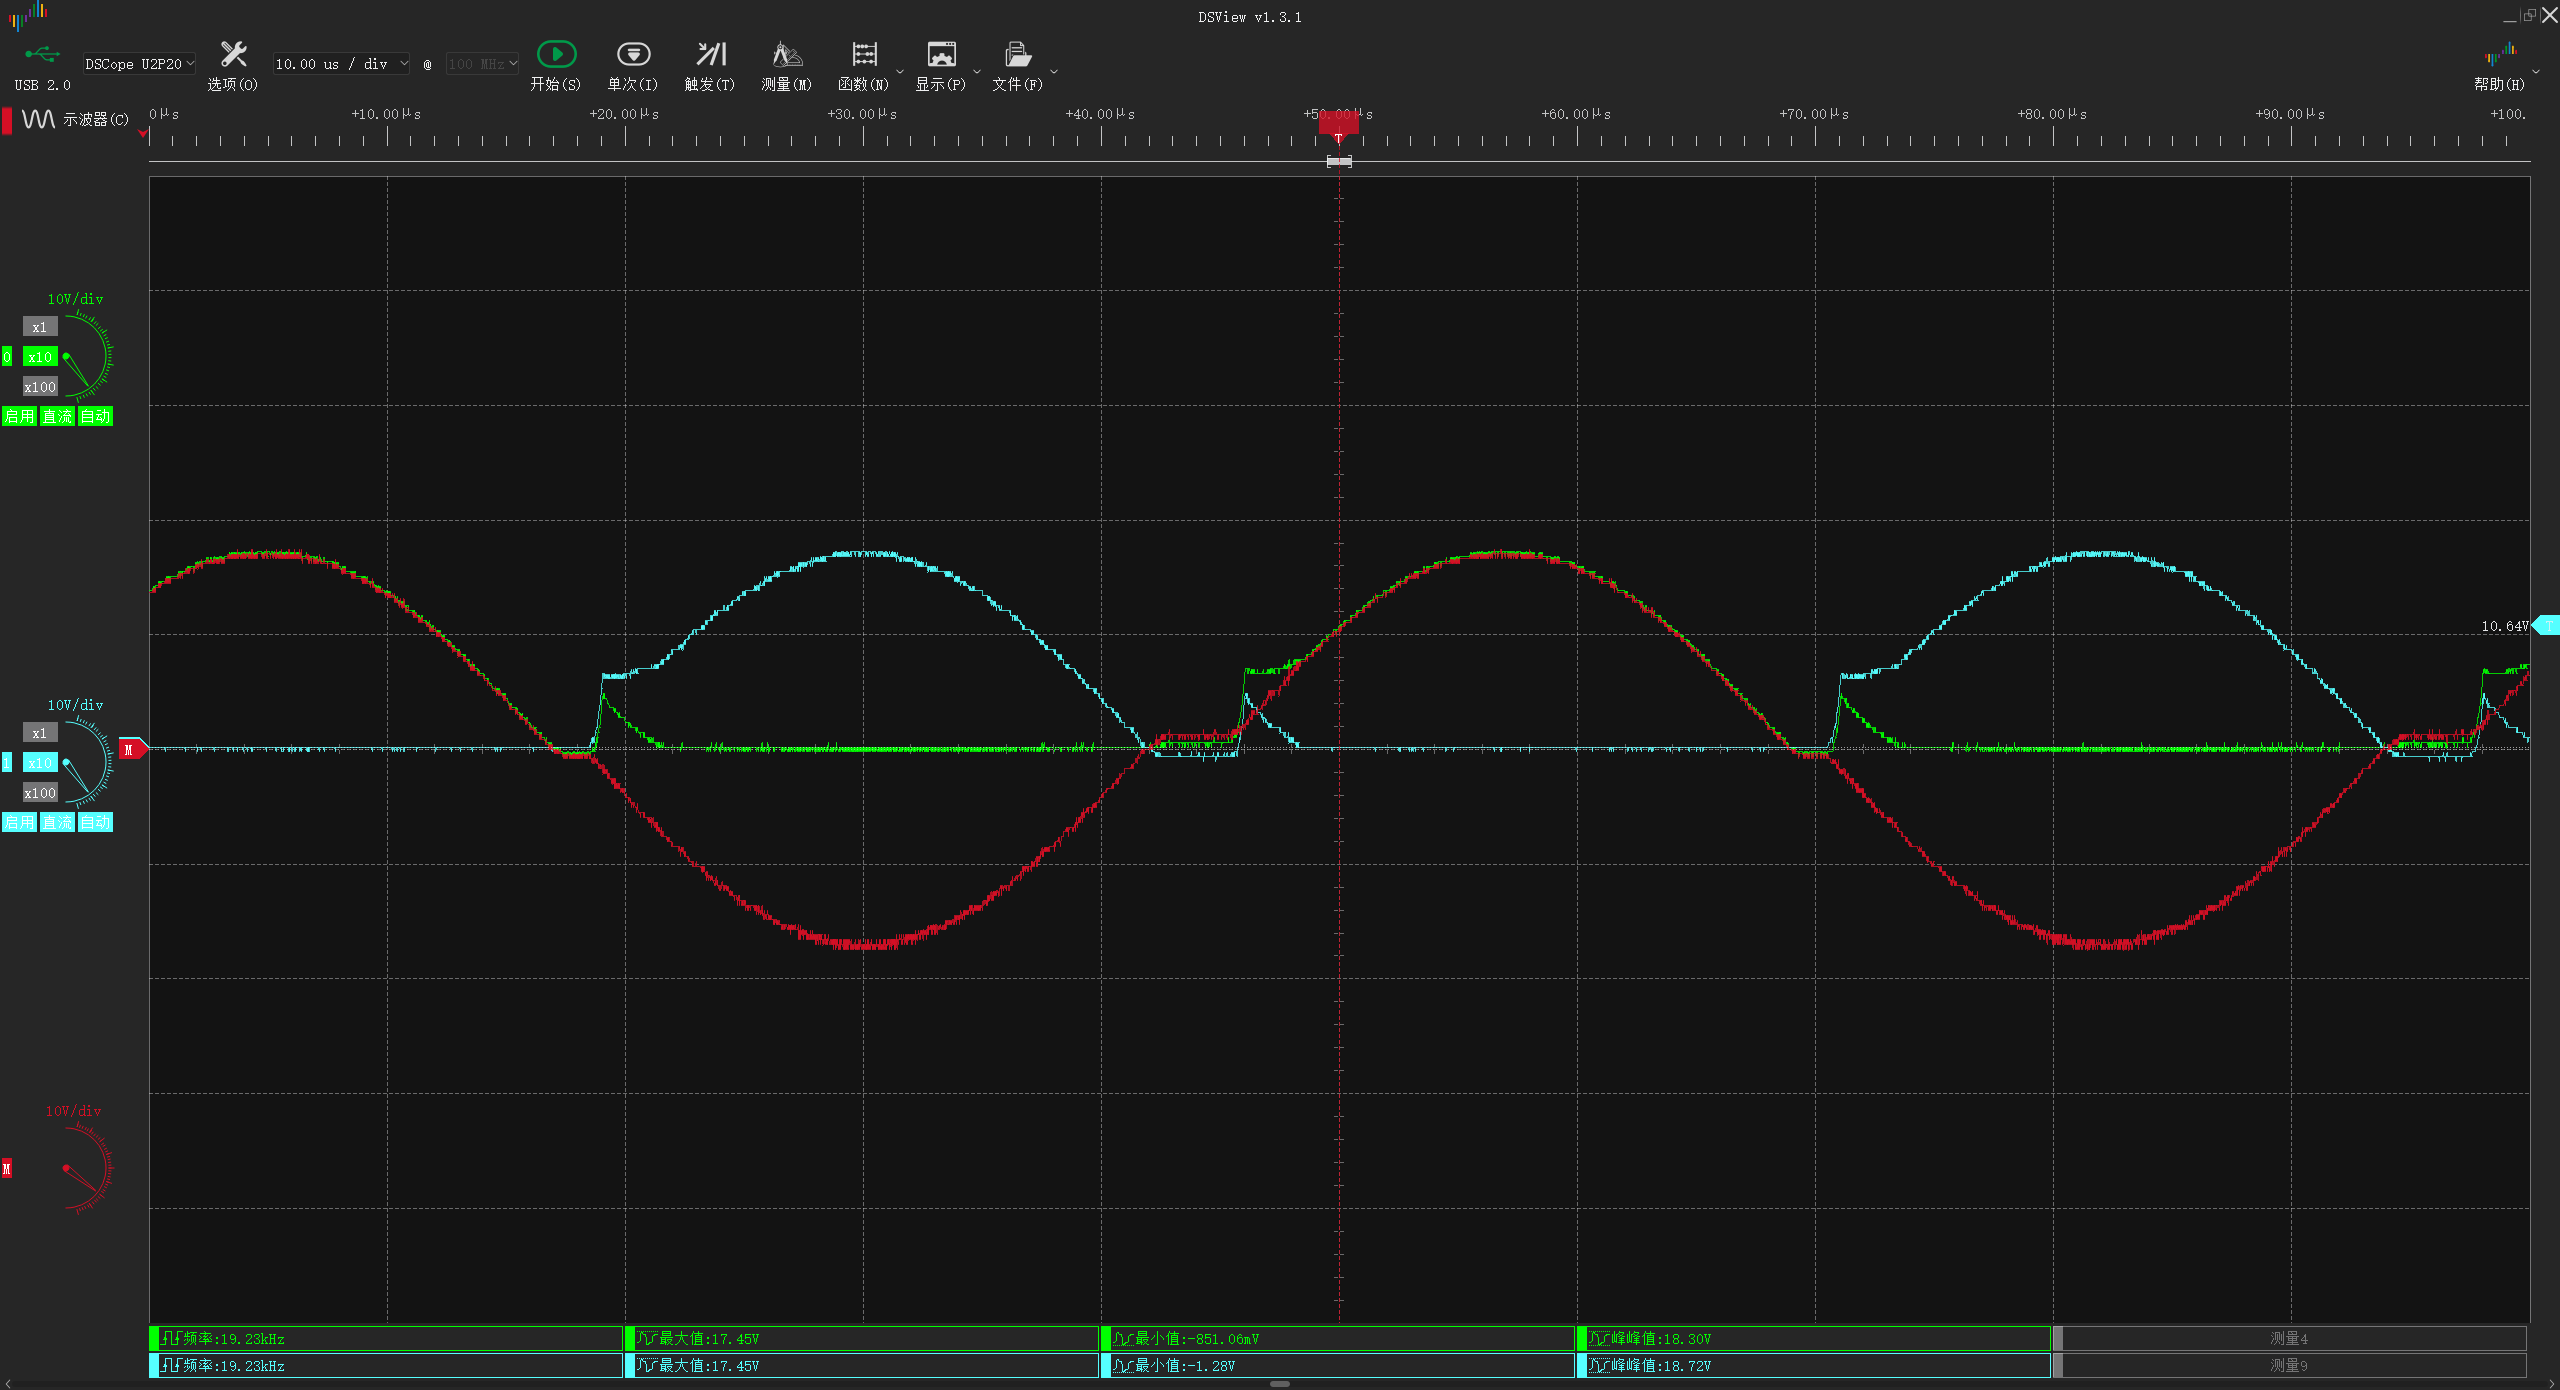 DSView v1.3.1
USB 2.0
DSCope U2P20
选项(O)
10.00 us / div
@
100 MHz
开始(S)
单次(I)
触发(T)
测量(M)
函数(N)
显示(P)
文件(F)
帮助(H)
示波器(C)
0μs
+10.00μs
+20.00μs
+30.00μs
+40.00μs
+50.00μs
+60.00μs
+70.00μs
+80.00μs
+90.00μs
+100.
T
10V/div
x1
0
x10
x100
启用 直流 自动
10.64V
T
10V/div
x1
M
1
x10
x100
启用 直流 自动
10V/div
M
频率:19.23kHz
最大值:17.45V
最小值:-851.06mV
峰峰值:18.30V
测量4
频率:19.23kHz
最大值:17.45V
最小值:-1.28V
峰峰值:18.72V
测量9